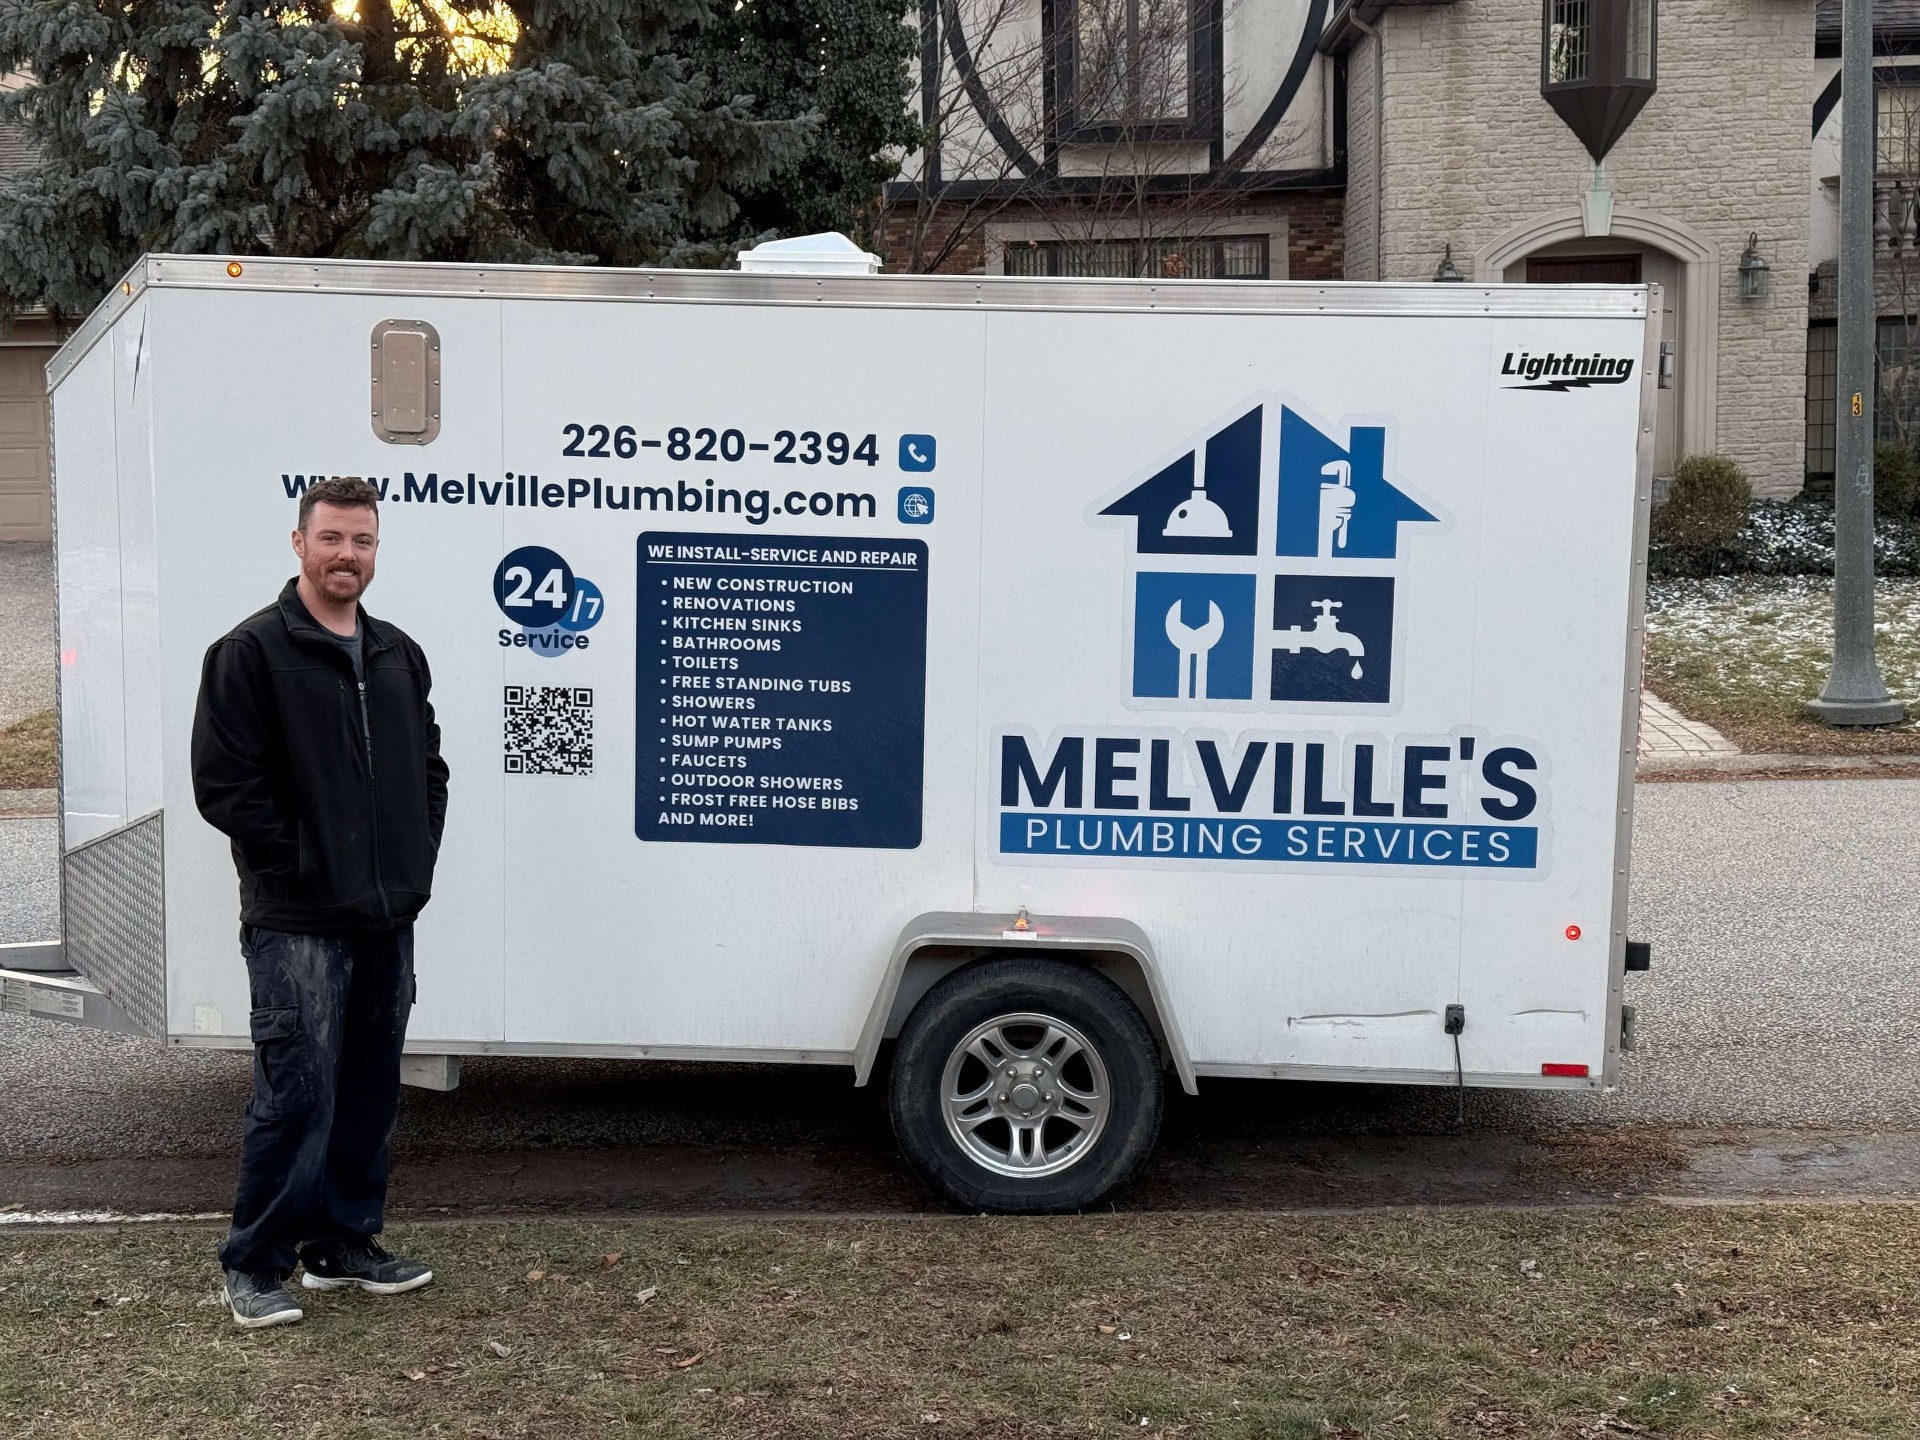 Lightning
226-820-2394
www.MelvillePlumbing.com
24/7
Service
WE INSTALL-SERVICE AND REPAIR
• NEW CONSTRUCTION
• RENOVATIONS
• KITCHEN SINKS
• BATHROOMS
• TOILETS
• FREE STANDING TUBS
• SHOWERS
• HOT WATER TANKS
• SUMP PUMPS
• FAUCETS
• OUTDOOR SHOWERS
• FROST FREE HOSE BIBS
AND MORE!
MELVILLE'S
PLUMBING SERVICES